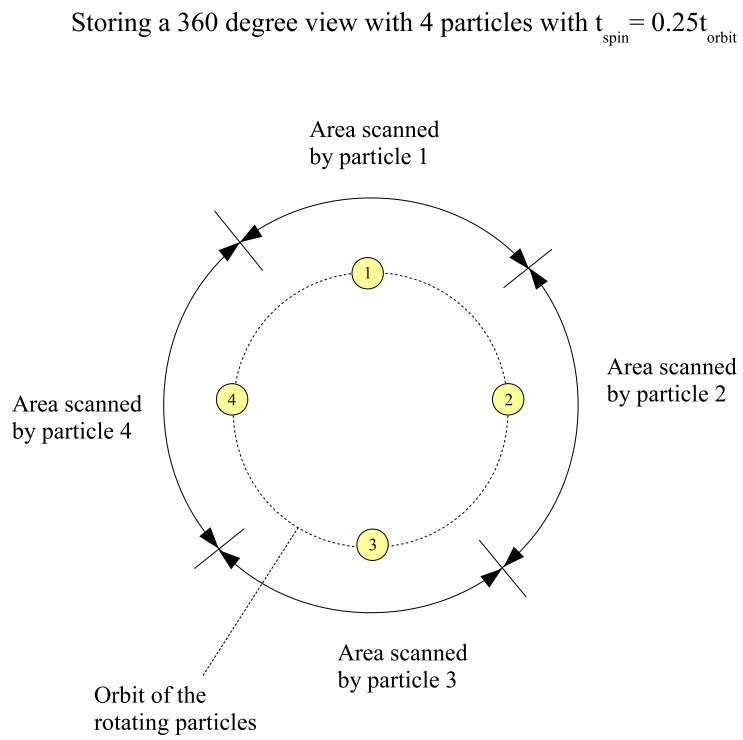 Storing a 360 degree view with 4 particles with tspin= 0.25torbit
Area scanned
by particle 1
1
Area scanned
by particle 2
2
4
Area scanned
by particle 4
3
Area scanned
by particle 3
Orbit of the
rotating particles